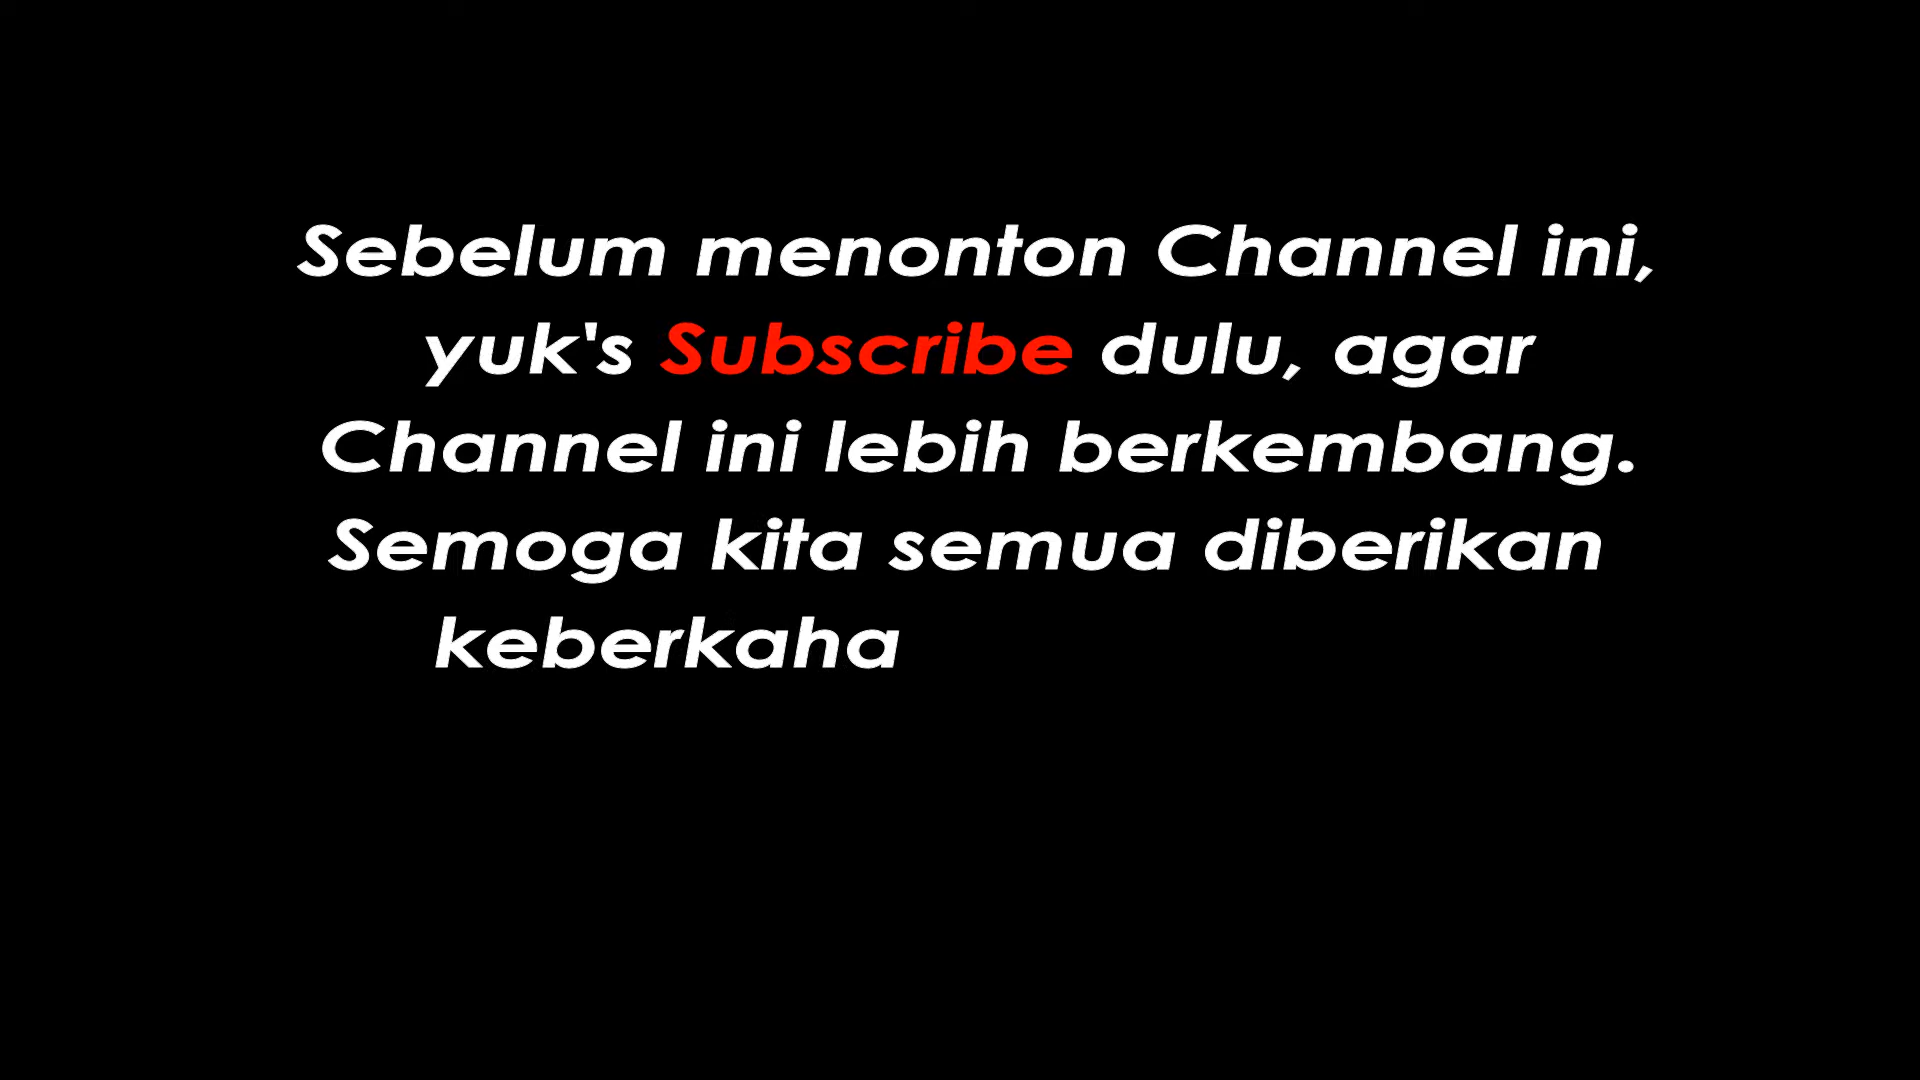 Sebelum menonton Channel ini,
yuk's Subscribe dulu, agar
Channel ini lebih berkembang.
Semoga kita semua diberikan
keberkaha